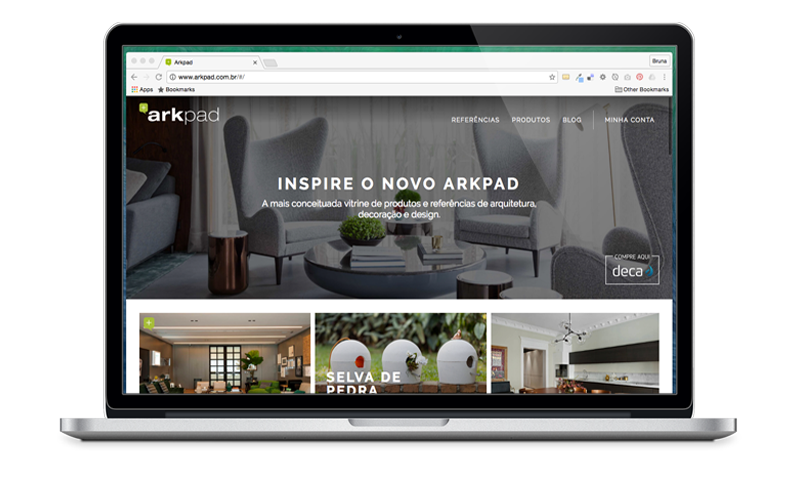 Arkpad
Bruna
www.arkpad.com.br/#/
Apps
Bookmarks
Other Bookmarks
arkpad
REFERÊNCIAS
PRODUTOS
BLOG
MINHA CONTA
INSPIRE O NOVO ARKPAD
A mais conceituada vitrine de produtos e referências de arquitetura,
decoração e design.
COMPRE AQUI
deca
SELVA DE
PEDRA